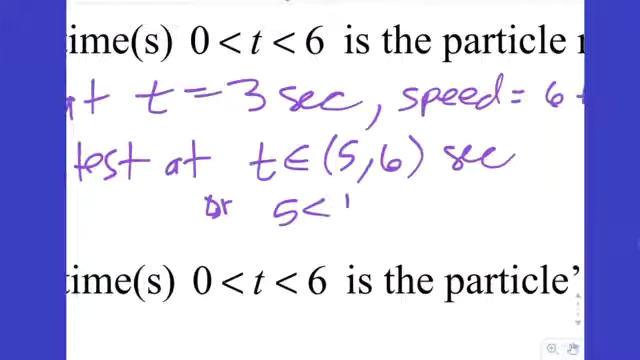 time(s) 0 < t < 6 is the particle
at t = 3 sec, speed = 6
test at t ∈ (5,6) sec
or 5 <
time(s) 0 < t < 6 is the particle’